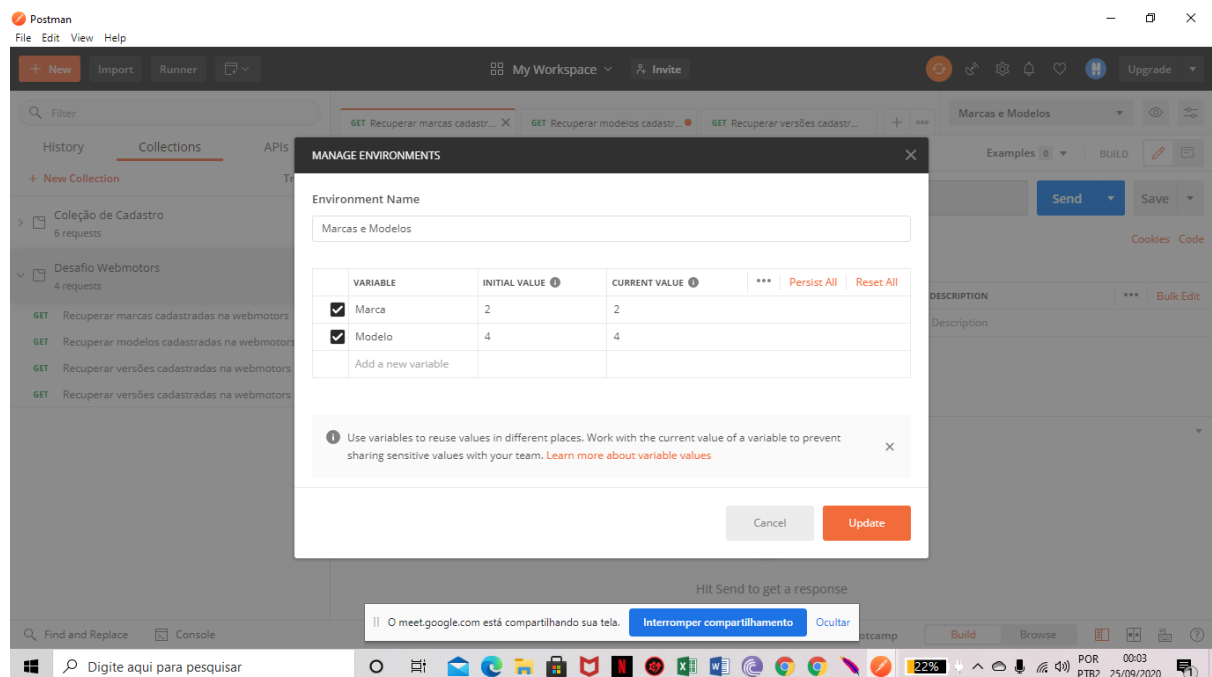 Postman
File Edit View Help
New Import Runner My Workspace Invite Upgrade
Filter
GET Recuperar marcas cadastr... GET Recuperar modelos cadastr... GET Recuperar versões cadastr... Marcas e Modelos
History Collections APIs
MANAGE ENVIRONMENTS
Examples 0 BUILD
+ New Collection Tr
Environment Name
Marcas e Modelos
Send Save
Coleção de Cadastro
6 requests
Cookies Code
Desafio Webmotors
4 requests
VARIABLE INITIAL VALUE CURRENT VALUE ••• Persist All Reset All
DESCRIPTION ••• Bulk Edit
Marca 2 2
Description
GET Recuperar marcas cadastradas na webmotors
Modelo 4 4
GET Recuperar modelos cadastradas na webmotors
Add a new variable
GET Recuperar versões cadastradas na webmotors
GET Recuperar versões cadastradas na webmotors
Use variables to reuse values in different places. Work with the current value of a variable to prevent
sharing sensitive values with your team. Learn more about variable values
Cancel Update
Hit Send to get a response
O meet.google.com está compartilhando sua tela. Interromper compartilhamento Ocultar
Find and Replace Console otcamp Build Browse
Digite aqui para pesquisar
22%
POR 00:03
PTB2 25/09/2020